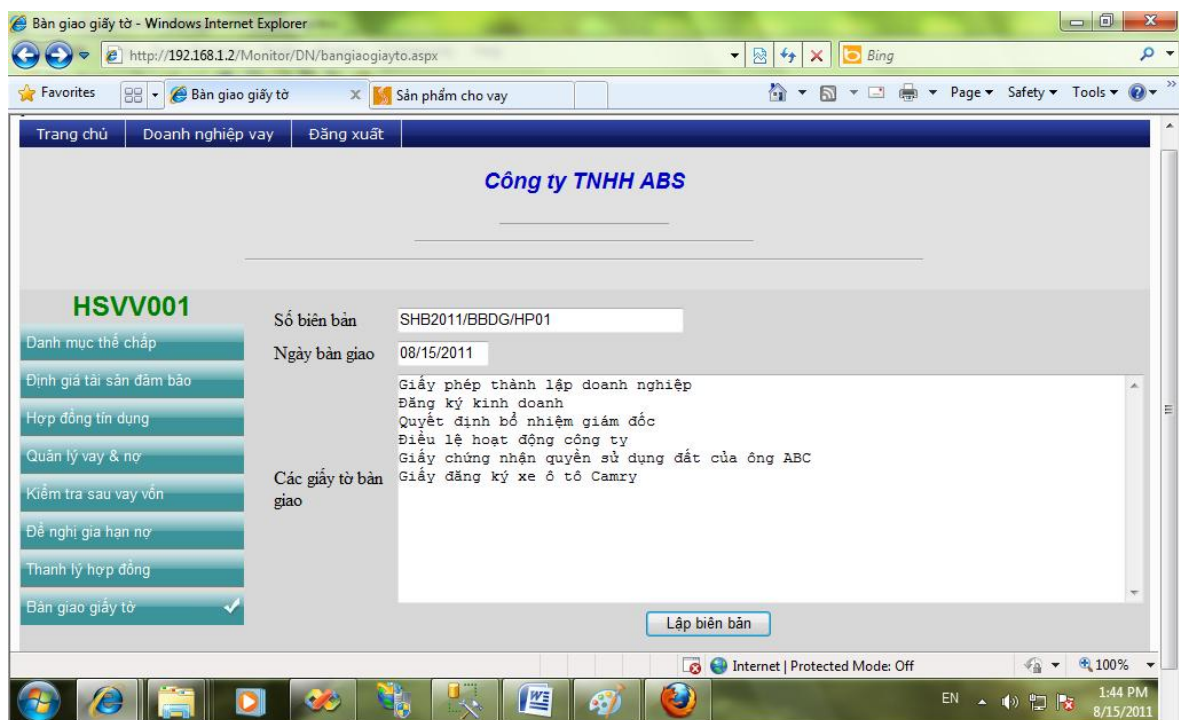 Bàn giao giấy tờ - Windows Internet Explorer
http://192.168.1.2/Monitor/DN/bangiaogiayto.aspx
Bing
Favorites
Bàn giao giấy tờ
Sản phẩm cho vay
Page
Safety
Tools
Trang chủ
Doanh nghiệp vay
Đăng xuất
Công ty TNHH ABS
HSVV001
Danh mục thế chấp
Định giá tài sản đảm bảo
Hợp đồng tín dụng
Quản lý vay & nợ
Kiểm tra sau vay vốn
Đề nghị gia hạn nợ
Thanh lý hợp đồng
Bàn giao giấy tờ
Số biên bản
SHB2011/BBDG/HP01
Ngày bàn giao
08/15/2011
Các giấy tờ bàn
giao
Giấy phép thành lập doanh nghiệp
Đăng ký kinh doanh
Quyết định bổ nhiệm giám đốc
Điều lệ hoạt động công ty
Giấy chứng nhận quyền sử dụng đất của ông ABC
Giấy đăng ký xe ô tô Camry
Lập biên bản
Internet | Protected Mode: Off
100%
EN
1:44 PM
8/15/2011